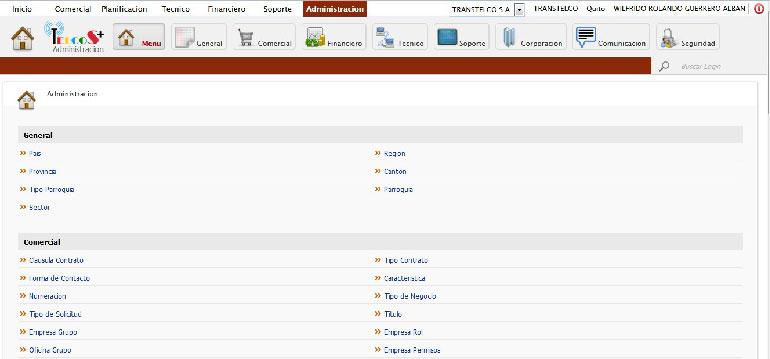 Inicio Comercial Planificacion Tecnico Financiero Soporte Administracion TRANSTELCO S.A TRANSTELCO Quito WILFRIDO ROLANDO GUERRERO ALBAN
TelcoS+ Administracion Menu General Comercial Financiero Tecnico Soporte Corporacion Comunicacion Seguridad
Buscar Login
Administracion
General
Pais Region
Provincia Canton
Tipo Parroquia Parroquia
Sector
Comercial
Clausula Contrato Tipo Contrato
Forma de Contacto Caracteristica
Numeracion Tipo de Negocio
Tipo de Solicitud Titulo
Empresa Grupo Empresa Rol
Oficina Grupo Empresa Permisos